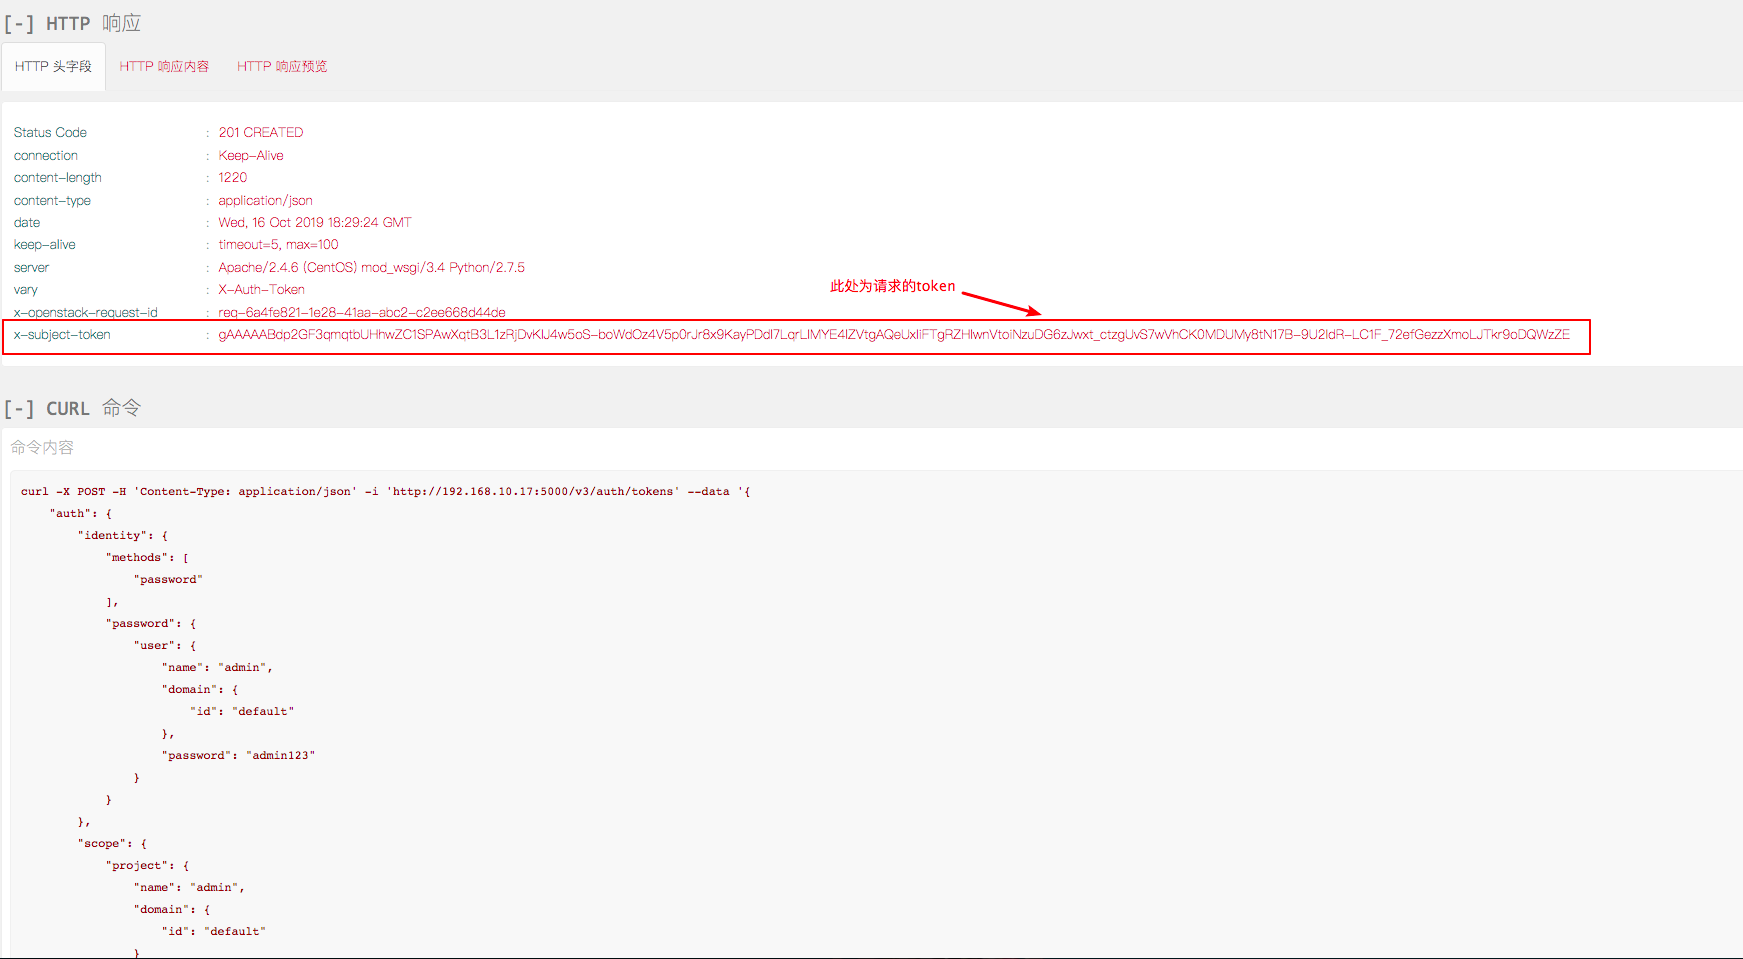 [-] HTTP 响应
HTTP 头字段 HTTP 响应内容 HTTP 响应预览
Status Code : 201 CREATED
connection : Keep-Alive
content-length : 1220
content-type : application/json
date : Wed, 16 Oct 2019 18:29:24 GMT
keep-alive : timeout=5, max=100
server : Apache/2.4.6 (CentOS) mod_wsgi/3.4 Python/2.7.5
vary : X-Auth-Token
此处为请求的token
x-openstack-request-id : req-6a4fe821-1e28-41aa-abc2-c2ee668d44de
x-subject-token :
[-] CURL 命令
命令内容
curl -X POST -H 'Content-Type: application/json' -i 'http://192.168.10.17:5000/v3/auth/tokens' --data '{
"auth": {
"identity": {
"methods": [
"password"
],
"password": {
"user": {
"name": "admin",
"domain": {
"id": "default"
},
"password": "admin123"
}
}
},
"scope": {
"project": {
"name": "admin",
"domain": {
"id": "default"
}